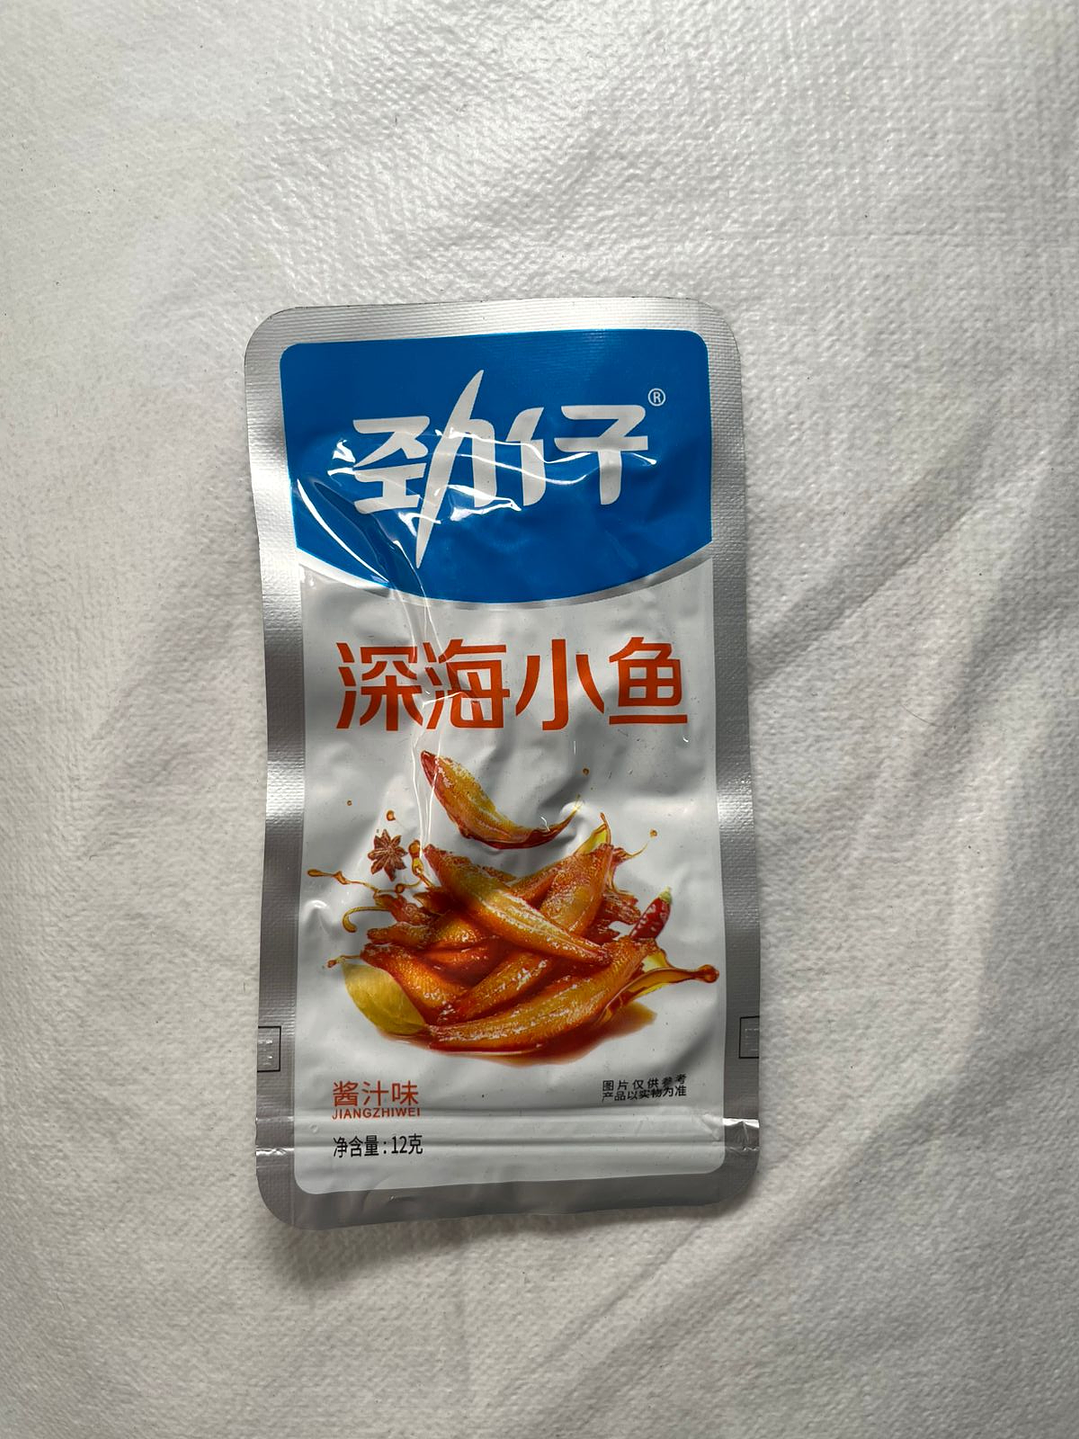 劲仔®
深海小鱼
酱汁味
JIANGZHIWEI
图片仅供参考
产品以实物为准
净含量:12克